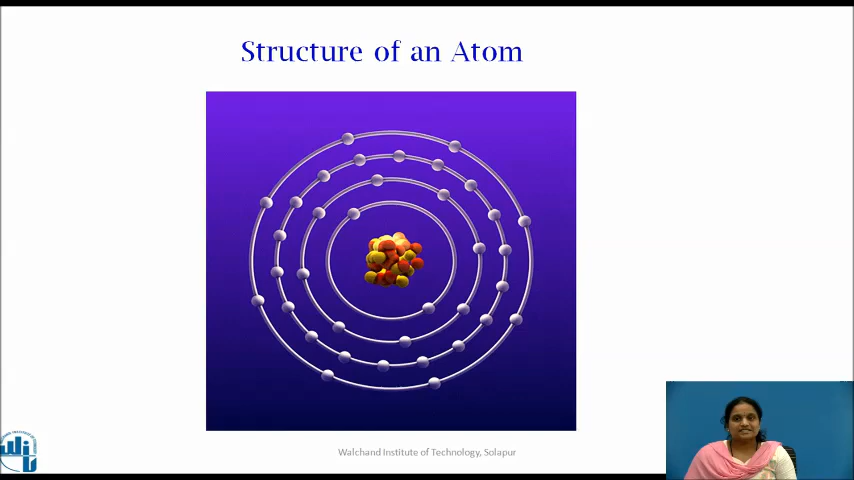 Structure of an Atom
Walchand Institute of Technology, Solapur